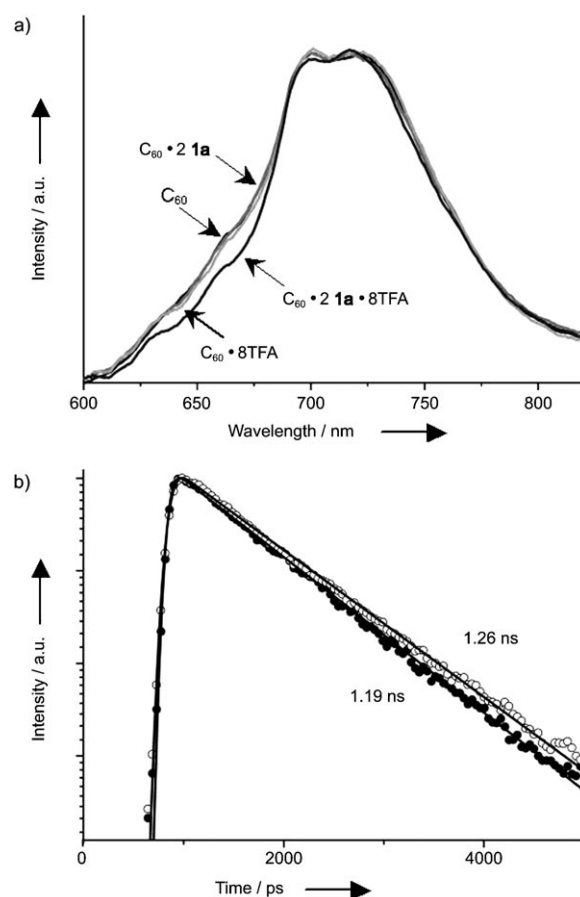 a)
Intensity / a.u.
C₆₀ • 2 1a
C₆₀
C₆₀ • 2 1a • 8TFA
C₆₀ • 8TFA
600 650 700 750 800
Wavelength / nm
b)
Intensity / a.u.
1.26 ns
1.19 ns
0 2000 4000
Time / ps